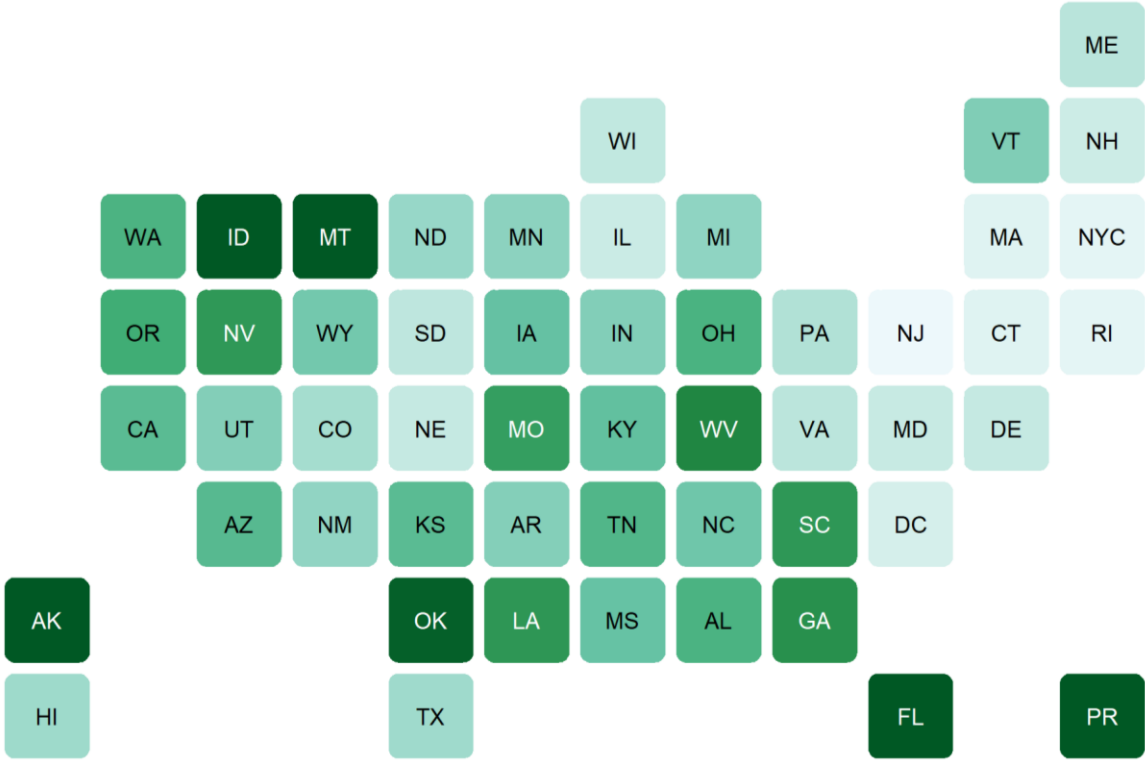 ME
WI VT NH
WA ID MT ND MN IL MI MA NYC
OR NV WY SD IA IN OH PA NJ CT RI
CA UT CO NE MO KY WV VA MD DE
AZ NM KS AR TN NC SC DC
AK OK LA MS AL GA
HI TX FL PR